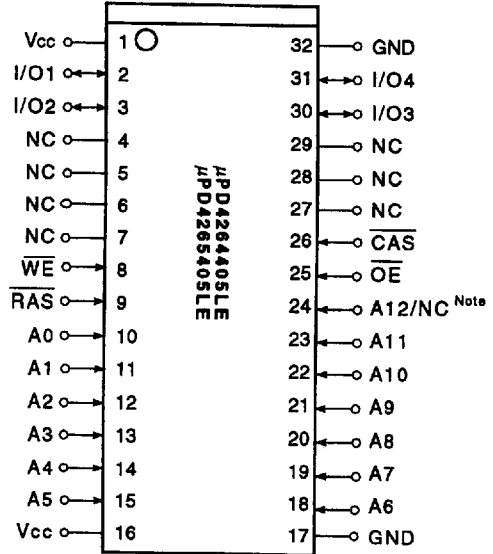 Vcc 1 32 GND
I/O1 2 31 I/O4
I/O2 3 30 I/O3
NC 4 29 NC
NC 5 28 NC
NC 6 27 NC
NC 7 26 CAS
WE 8 25 OE
RAS 9 24 A12/NC Note
A0 10 23 A11
A1 11 22 A10
A2 12 21 A9
A3 13 20 A8
A4 14 19 A7
A5 15 18 A6
Vcc 16 17 GND
µPD4264405LE
µPD4265405LE